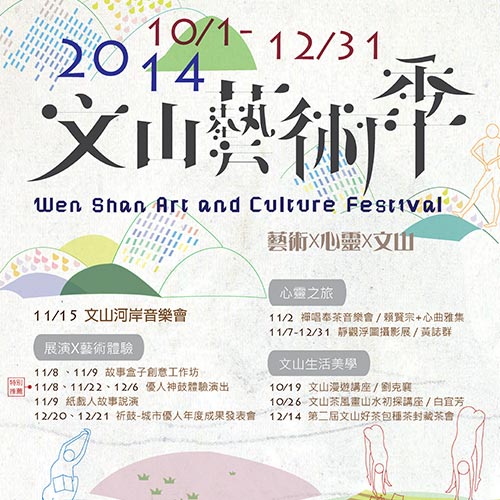 2014
10/1-12/31
文山藝術季
Wen Shan Art and Culture Festival
藝術X心靈X文山
11/15 文山河岸音樂會
展演X藝術體驗
11/8 、11/9 故事盒子創意工作坊
特別推薦
11/8、11/22、12/6 優人神鼓體驗演出
11/9 紙戲人故事說演
12/20、12/21 祈鼓-城市優人年度成果發表會
心靈之旅
11/2 禪唱奉茶音樂會 / 賴賢宗+心曲雅集
11/7-12/31 靜觀浮圖攝影展 / 黃誌群
文山生活美學
10/19 文山漫遊講座 / 劉克襄
10/26 文山茶風畫山水初探講座 / 白宜芳
12/14 第二屆文山好茶包種茶封藏茶會